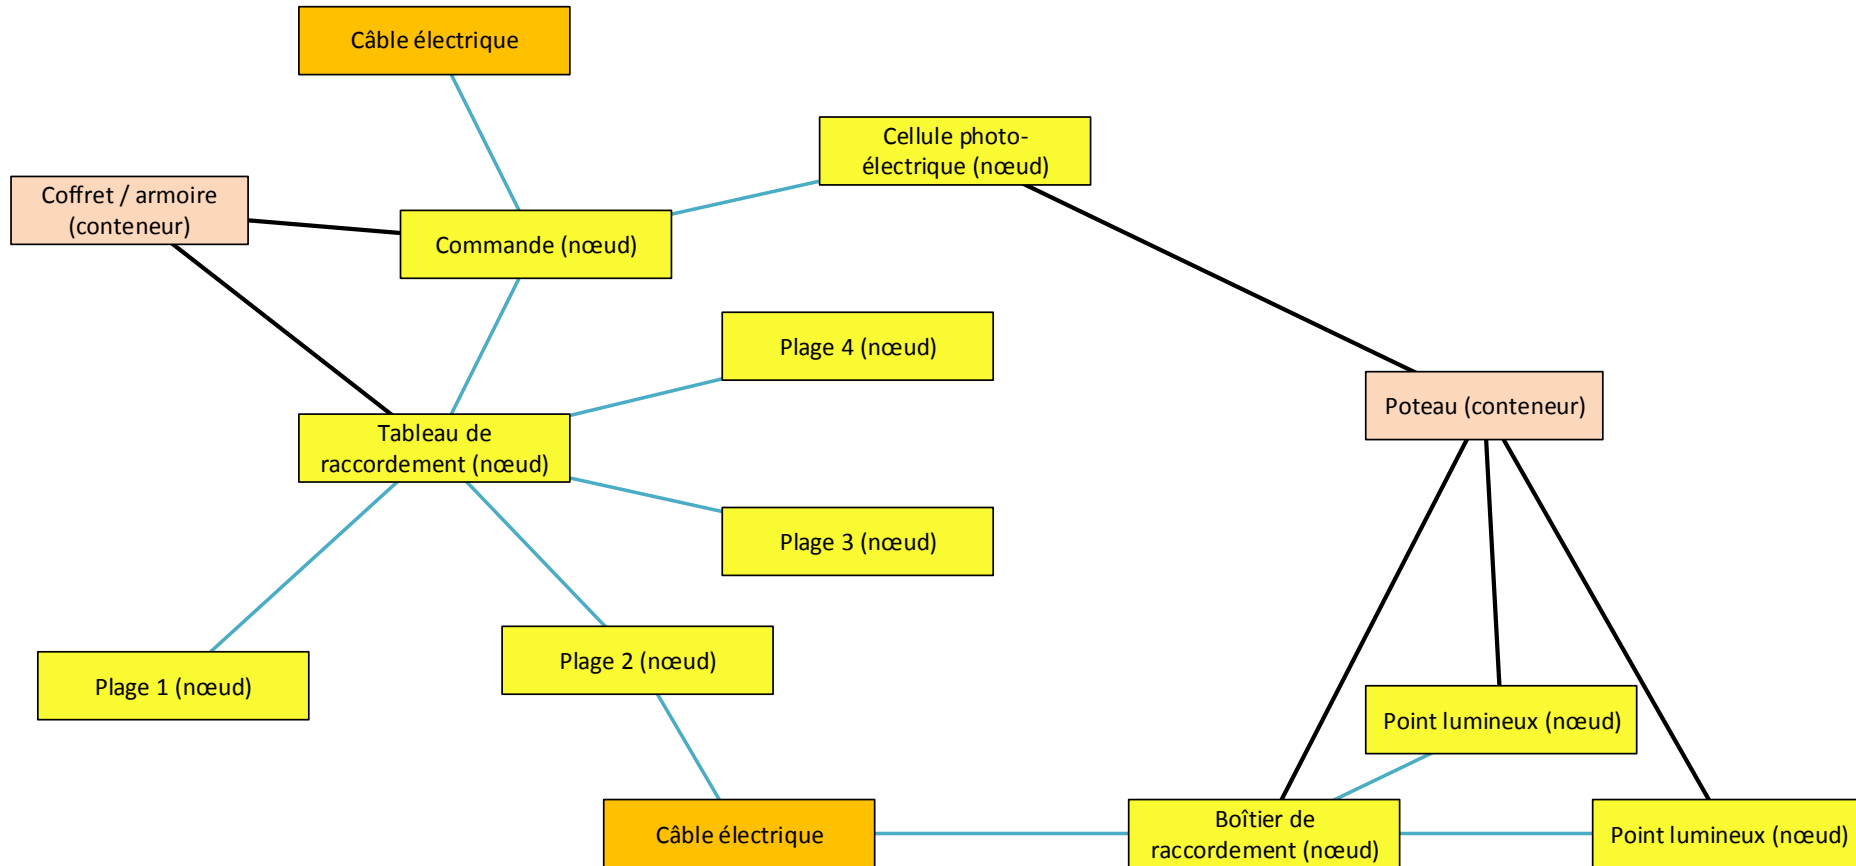 Câble électrique
Cellule photo-
électrique (nœud)
Coffret / armoire
(conteneur)
Commande (nœud)
Plage 4 (nœud)
Poteau (conteneur)
Tableau de
raccordement (nœud)
Plage 3 (nœud)
Plage 2 (nœud)
Plage 1 (nœud)
Point lumineux (nœud)
Câble électrique
Boîtier de
raccordement (nœud)
Point lumineux (nœud)